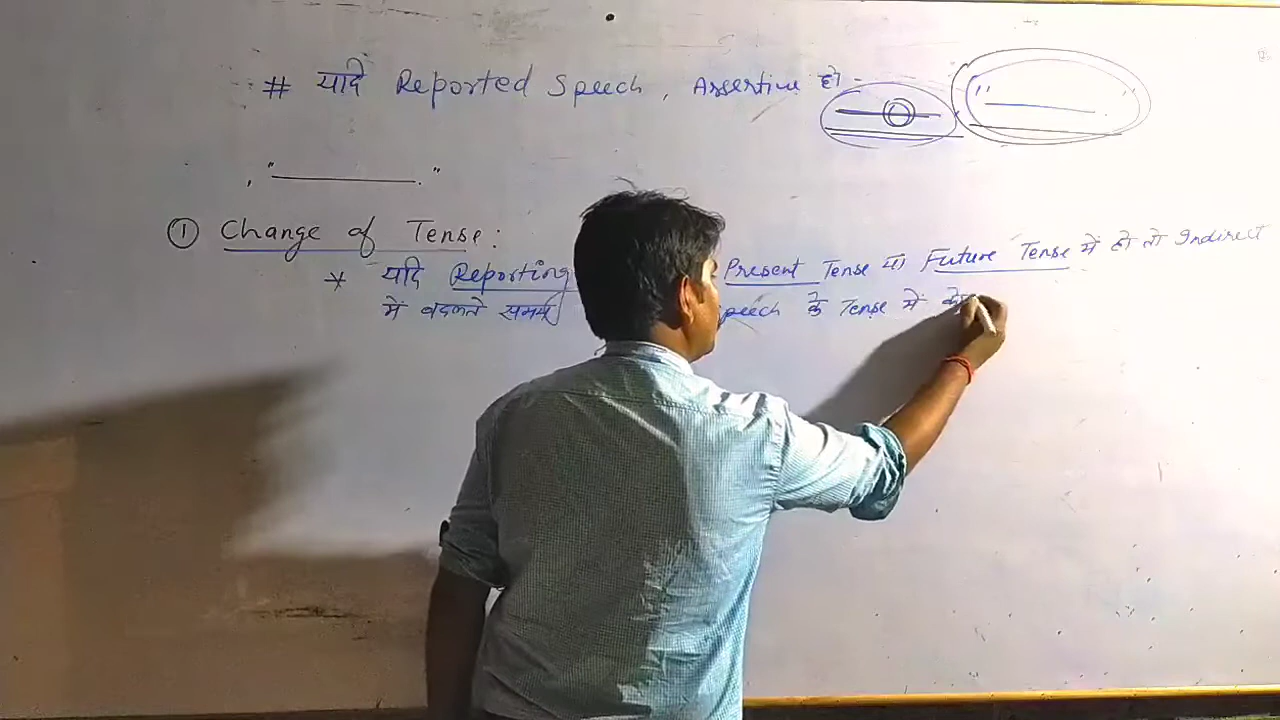 # यदि Reported Speech, Assertive हो -
" "
, " . "
① Change of Tense:
* यदि Reporting Present Tense या Future Tense में हो तो Indirect
में बदलते समय speech के Tense में